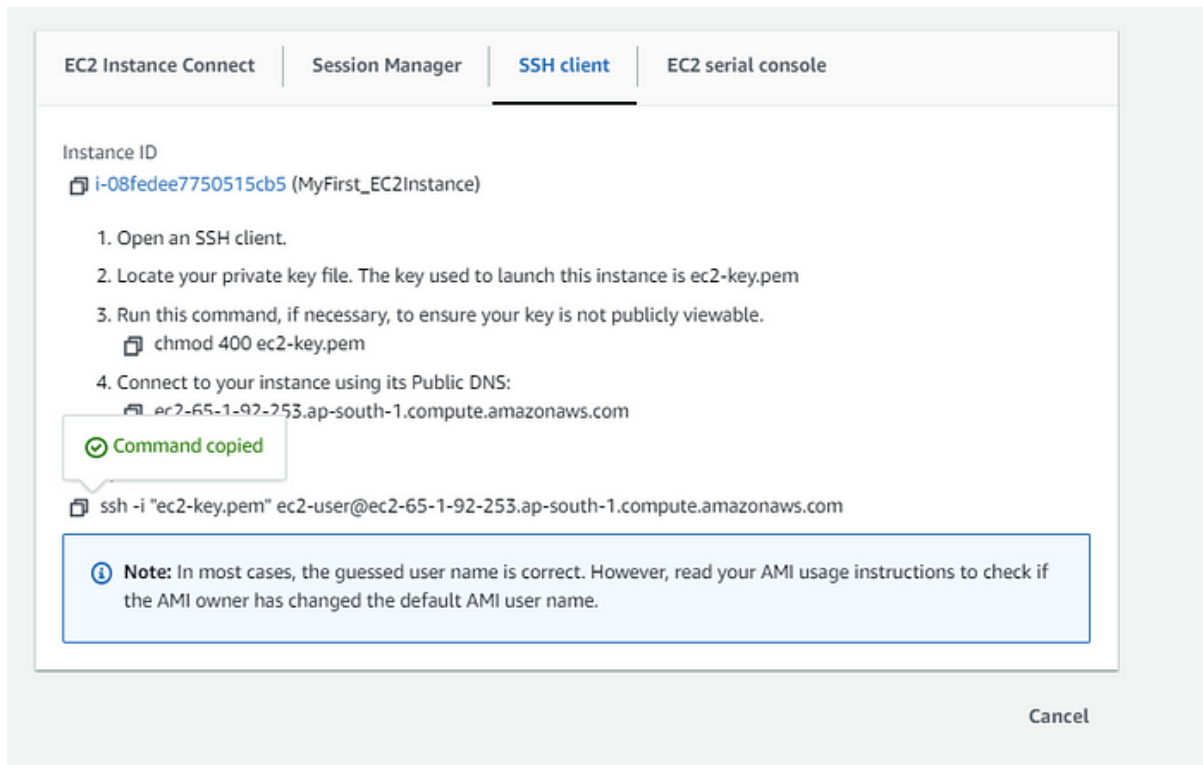 EC2 Instance Connect Session Manager SSH client EC2 serial console
Instance ID
i-08fedee7750515cb5 (MyFirst_EC2Instance)
1. Open an SSH client.
2. Locate your private key file. The key used to launch this instance is ec2-key.pem
3. Run this command, if necessary, to ensure your key is not publicly viewable.
chmod 400 ec2-key.pem
4. Connect to your instance using its Public DNS:
ec2-65-1-92-253.ap-south-1.compute.amazonaws.com
Command copied
ssh -i "ec2-key.pem" ec2-user@ec2-65-1-92-253.ap-south-1.compute.amazonaws.com
Note: In most cases, the guessed user name is correct. However, read your AMI usage instructions to check if
the AMI owner has changed the default AMI user name.
Cancel